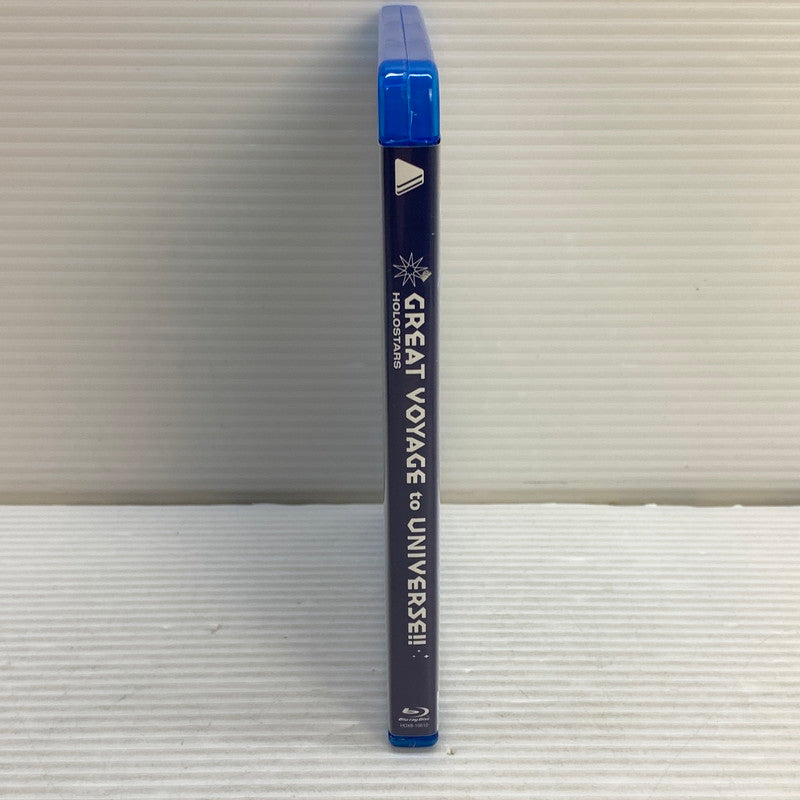 GREAT VOYAGE to UNIVERSE!!
HOLOSTARS
Blu-ray Disc